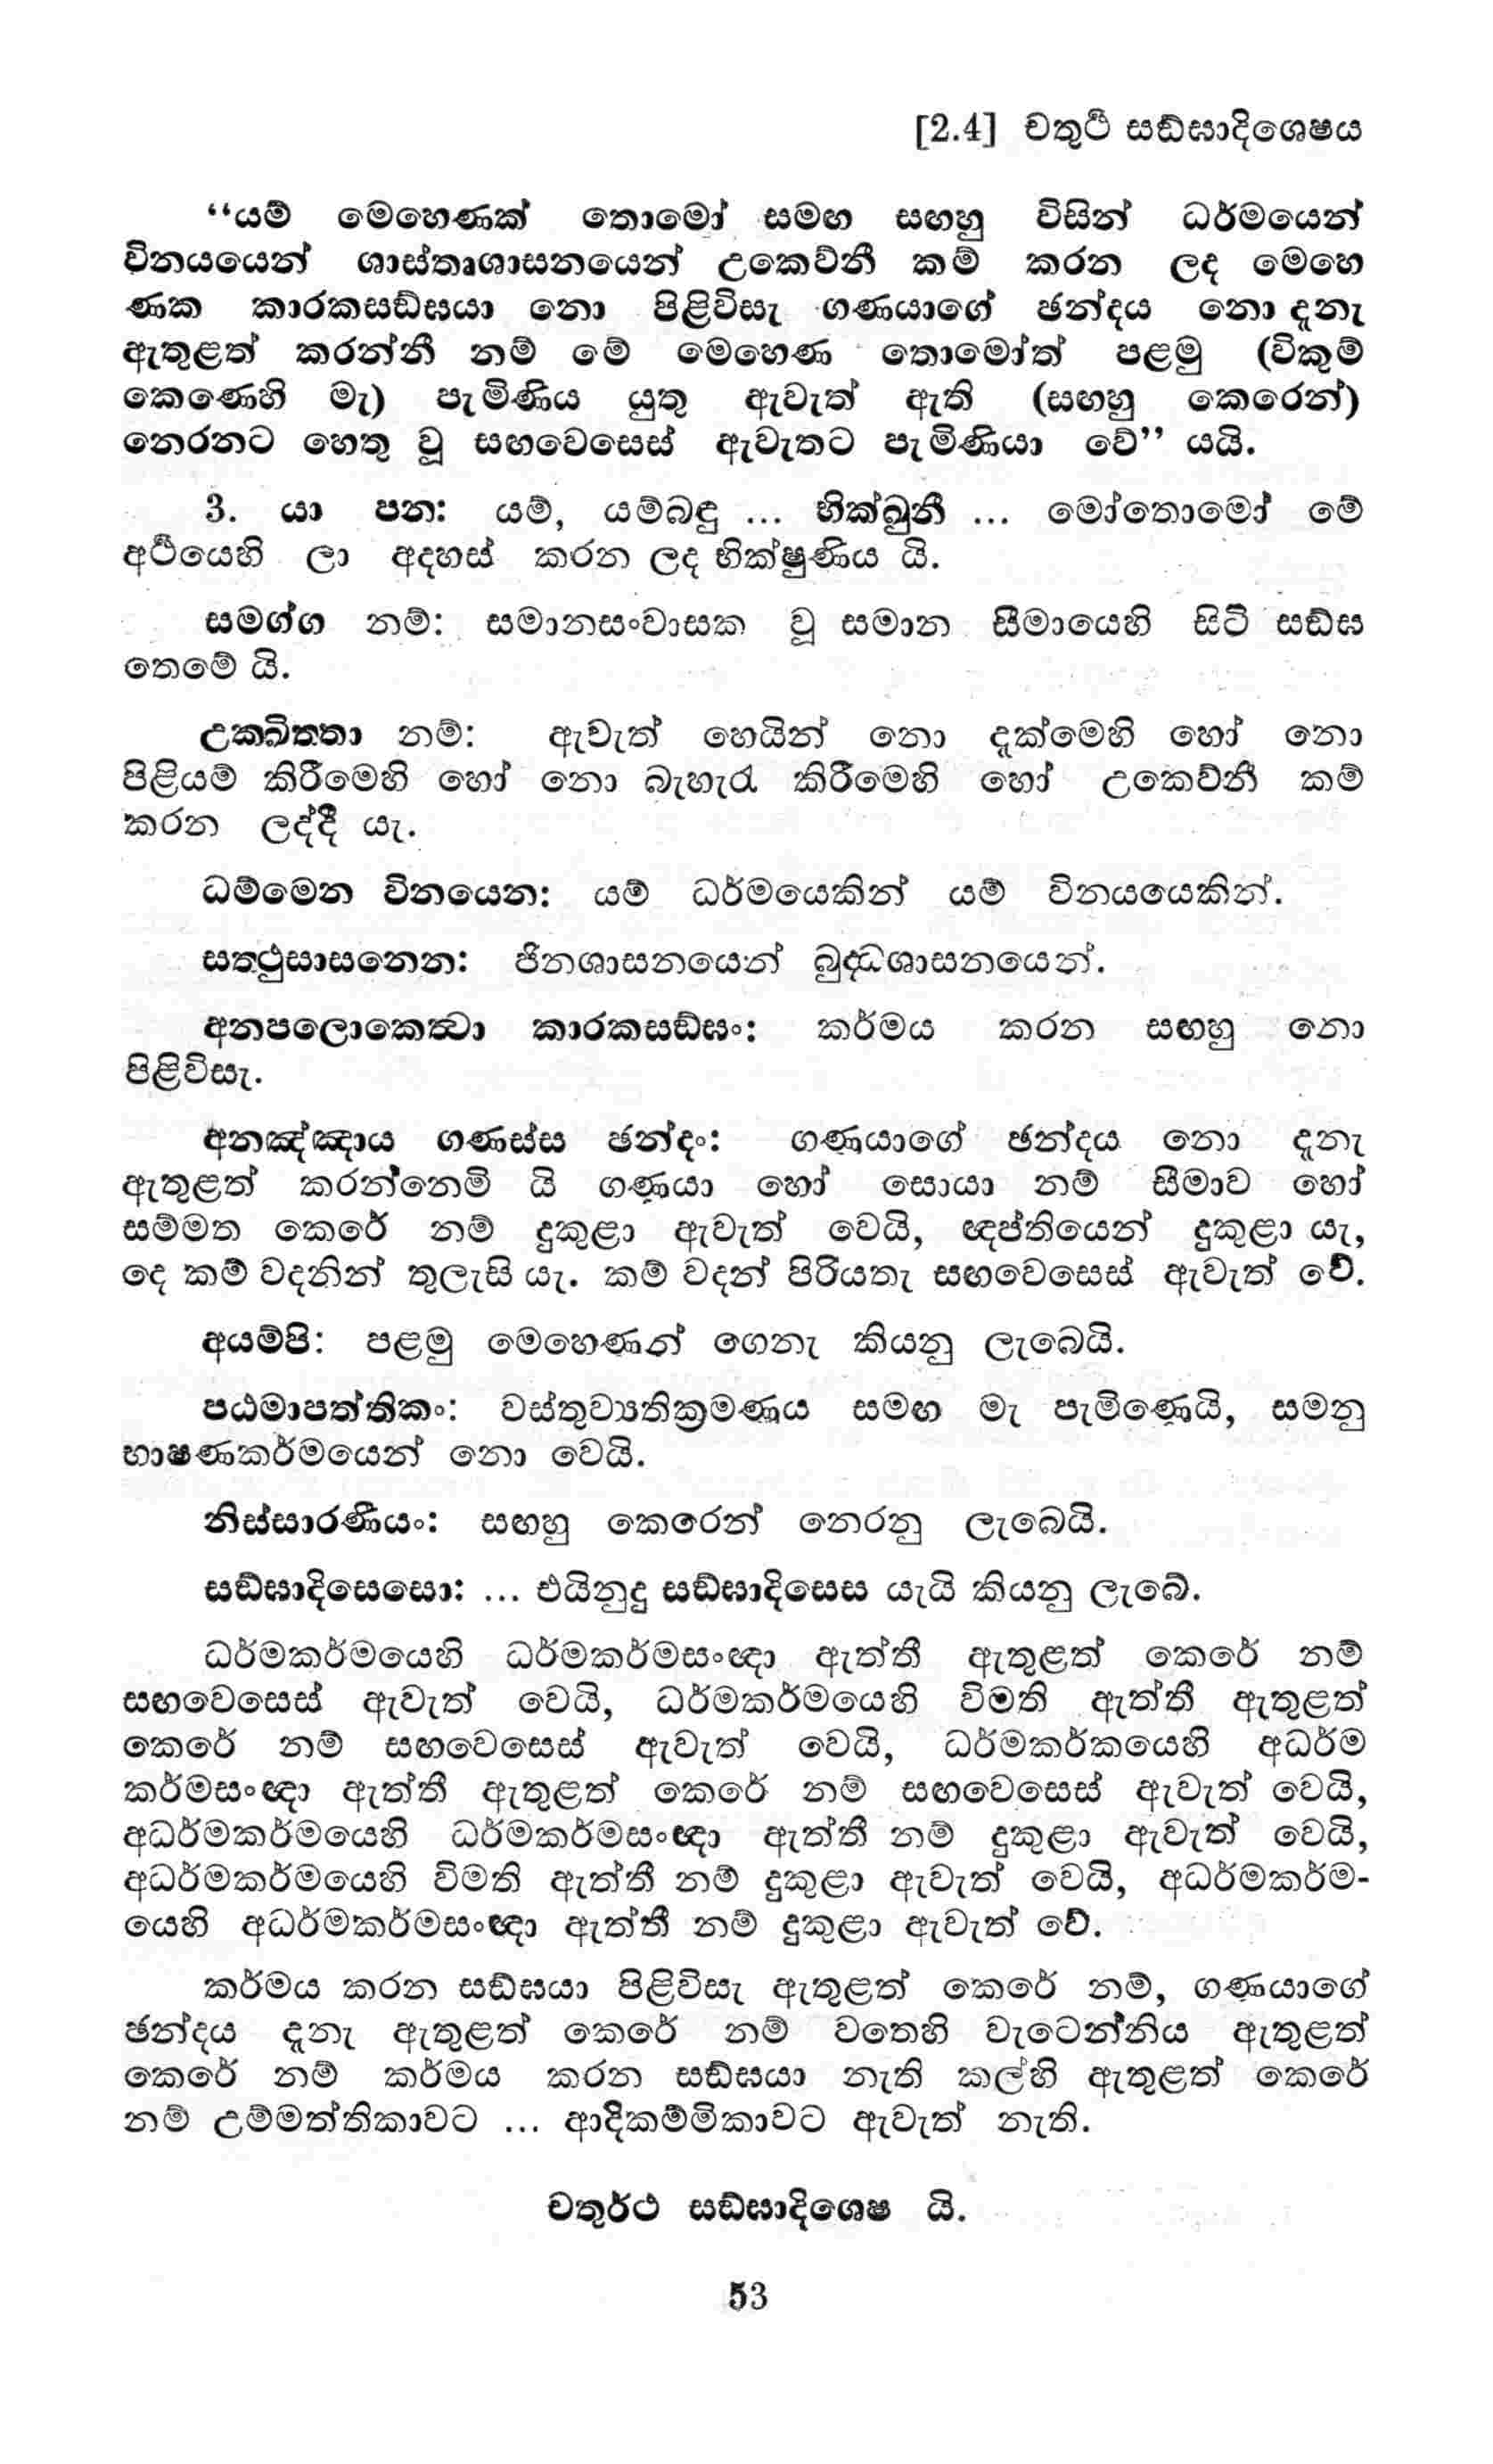 [2.4] චතුර්‍ථ සඞ්ඝාදිශෙෂය
“යම් මෙහෙණක් තොමෝ සමඟ සඟහු විසින් ධර්මයෙන්
විනයයෙන් ශාස්තෘශාසනයෙන් උකෙව්නී කම් කරන ලද මෙහෙ
ණක කාරකසඞ්ඝයා නො පිළිවිසැ ගණයාගේ ඡන්දය නො දැනැ
ඇතුළත් කරන්නී නම් මේ මෙහෙණ තොමෝත් පළමු (විකුම්
කෙණෙහි මැ) පැමිණිය යුතු ඇවැත් ඇති (සඟහු කෙරෙන්)
නෙරනට හෙතු වූ සඟවෙසෙස් ඇවැතට පැමිණියා වේ” යයි.
3. යා පන: යම්, යම්බඳු ... භික්ඛුනී ... මෝතොමෝ මේ
අර්‍ථයෙහි ලා අදහස් කරන ලද භික්ෂුණිය යි.
සමග්ග නම්: සමානසංවාසක වූ සමාන සීමායෙහි සිටි සඞ්ඝ
තෙමේ යි.
උක්‍ඛිත්‍තා නම්: ඇවැත් හෙයින් නො දැක්මෙහි හෝ නො
පිළියම් කිරීමෙහි හෝ නො බැහැරැ කිරීමෙහි හෝ උකෙව්නී කම්
කරන ලද්දී යැ.
ධම්මෙන විනයෙන: යම් ධර්මයෙකින් යම් විනයයෙකින්.
සත්‍ථුසාසනෙන: ජිනශාසනයෙන් බුද්‍ධශාසනයෙන්.
අනපලොකෙත්‍වා කාරකසඞ්ඝං: කර්මය කරන සඟහු නො
පිළිවිසැ.
අනඤ්ඤාය ගණස්ස ඡන්දං: ගණයාගේ ඡන්දය නො දැනැ
ඇතුළත් කරන්නෙමි යි ගණයා හෝ සොයා නම් සීමාව හෝ
සම්මත කෙරේ නම් දුකුළා ඇවැත් වෙයි, ඥප්තියෙන් දුකුළා යැ,
දෙ කම් වදනින් තුලැසි යැ. කම් වදන් පිරියතැ සඟවෙසෙස් ඇවැත් වේ.
අයම්පි: පළමු මෙහෙණන් ගෙනැ කියනු ලැබෙයි.
පඨමාපත්තිකං: වස්තුව්‍යතික්‍රමණය සමඟ මැ පැමිණෙයි, සමනු
භාෂණකර්මයෙන් නො වෙයි.
නිස්සාරණීයං: සඟහු කෙරෙන් නෙරනු ලැබෙයි.
සඞ්ඝාදිසෙසො: ... එයිනුදු සඞ්ඝාදිසෙස යැයි කියනු ලැබේ.
ධර්මකර්මයෙහි ධර්මකර්මසංඥා ඇත්තී ඇතුළත් කෙරේ නම්
සඟවෙසෙස් ඇවැත් වෙයි, ධර්මකර්මයෙහි විමති ඇත්තී ඇතුළත්
කෙරේ නම් සඟවෙසෙස් ඇවැත් වෙයි, ධර්මකර්කයෙහි අධර්ම
කර්මසංඥා ඇත්තී ඇතුළත් කෙරේ නම් සඟවෙසෙස් ඇවැත් වෙයි,
අධර්මකර්මයෙහි ධර්මකර්මසංඥා ඇත්තී නම් දුකුළා ඇවැත් වෙයි,
අධර්මකර්මයෙහි විමති ඇත්තී නම් දුකුළා ඇවැත් වෙයි, අධර්මකර්ම-
යෙහි අධර්මකර්මසංඥා ඇත්තී නම් දුකුළා ඇවැත් වේ.
කර්මය කරන සඞ්ඝයා පිළිවිසැ ඇතුළත් කෙරේ නම්, ගණයාගේ
ඡන්දය දැනැ ඇතුළත් කෙරේ නම් වතෙහි වැටෙන්නිය ඇතුළත්
කෙරේ නම් කර්මය කරන සඞ්ඝයා නැති කල්හි ඇතුළත් කෙරේ
නම් උම්මත්තිකාවට ... ආදිකම්මිකාවට ඇවැත් නැති.
චතුර්ථ සඞ්ඝාදිශෙෂ යි.
53